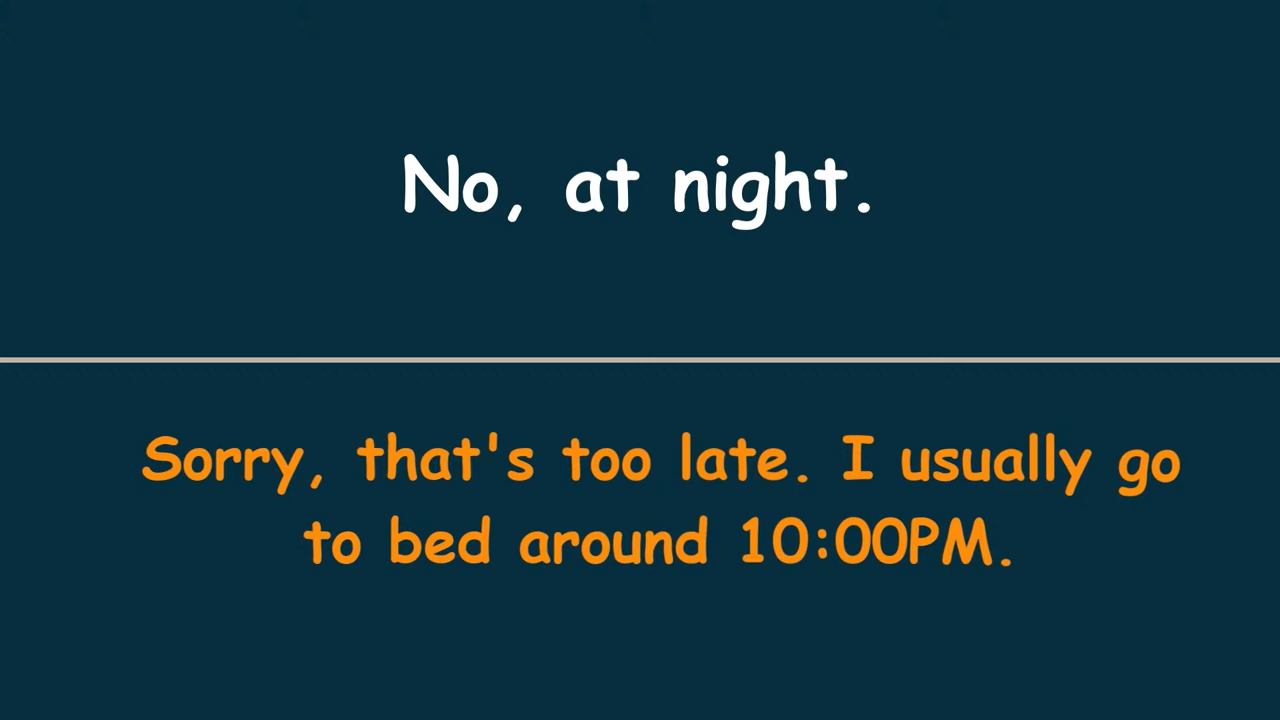 No, at night.
Sorry, that's too late. I usually go
to bed around 10:00PM.